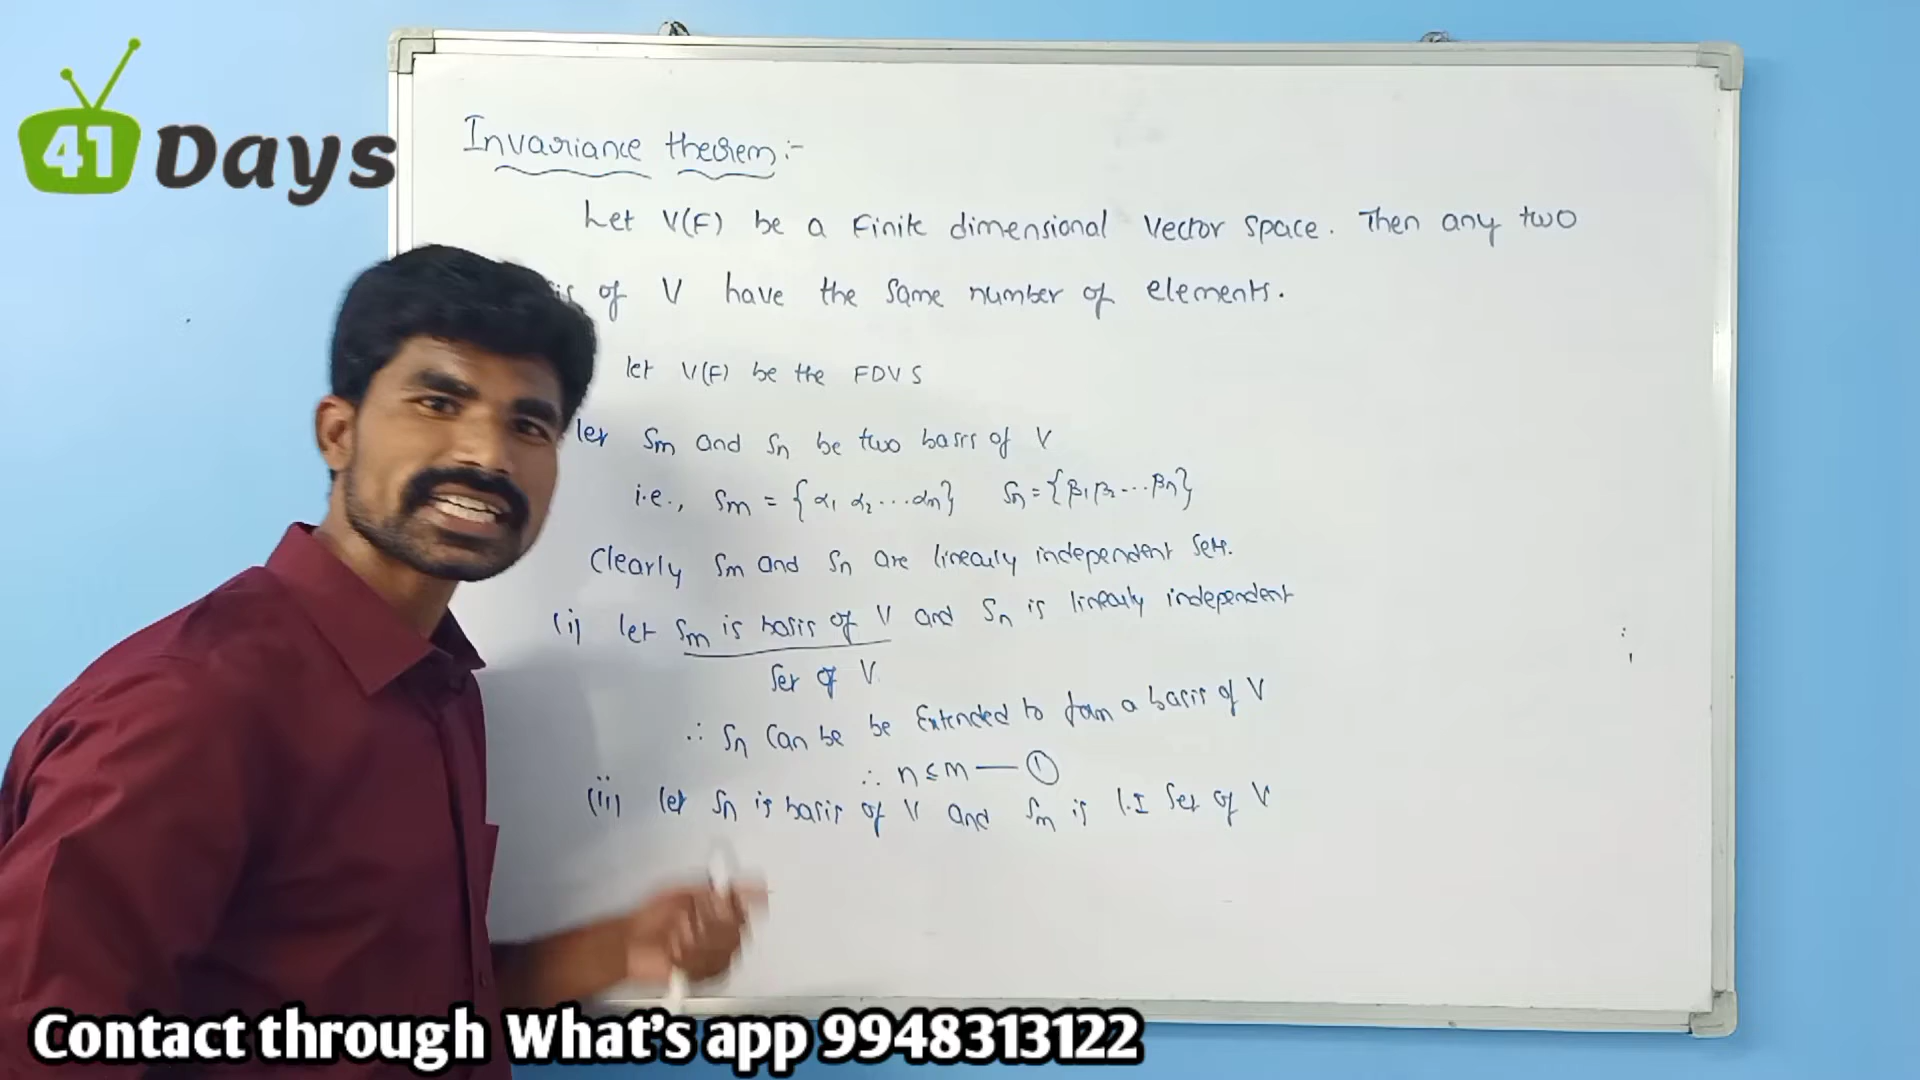 41 Days
Invariance theorem:-
Let V(F) be a Finite dimensional Vector space. Then any two
of V have the same number of elements.
let V(F) be the FDVS
let Sm and Sn be two basis of V
i.e., Sm = {α1 α2 ... αm} Sn = {β1 β2 ... βn}
Clearly Sm and Sn are linearly independent sets.
(i) let Sm is basis of V and Sn is linearly independent
set of V
∴ Sn can be be Extended to form a basis of V
∴ n ≤ m — ①
(ii) let Sn is basis of V and Sm is L.I set of V
Contact through What's app 9948313122